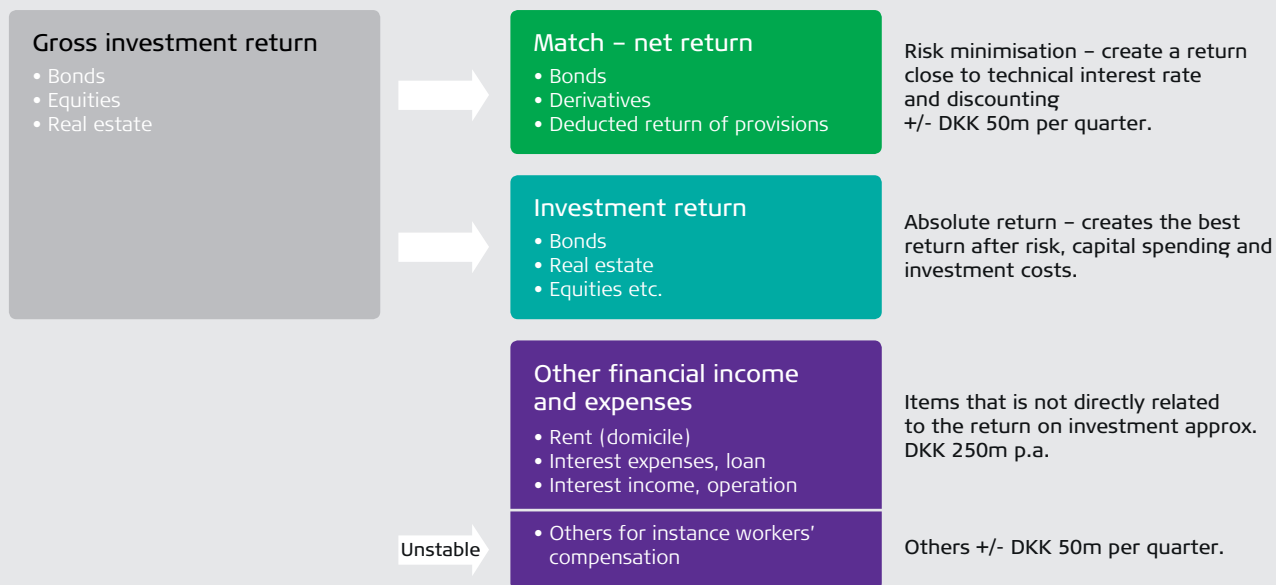 Gross investment return
• Bonds
• Equities
• Real estate
Match – net return
• Bonds
• Derivatives
• Deducted return of provisions
Risk minimisation – create a return
close to technical interest rate
and discounting
+/- DKK 50m per quarter.
Investment return
• Bonds
• Real estate
• Equities etc.
Absolute return – creates the best
return after risk, capital spending and
investment costs.
Other financial income
and expenses
• Rent (domicile)
• Interest expenses, loan
• Interest income, operation
Items that is not directly related
to the return on investment approx.
DKK 250m p.a.
Unstable
• Others for instance workers'
compensation
Others +/- DKK 50m per quarter.